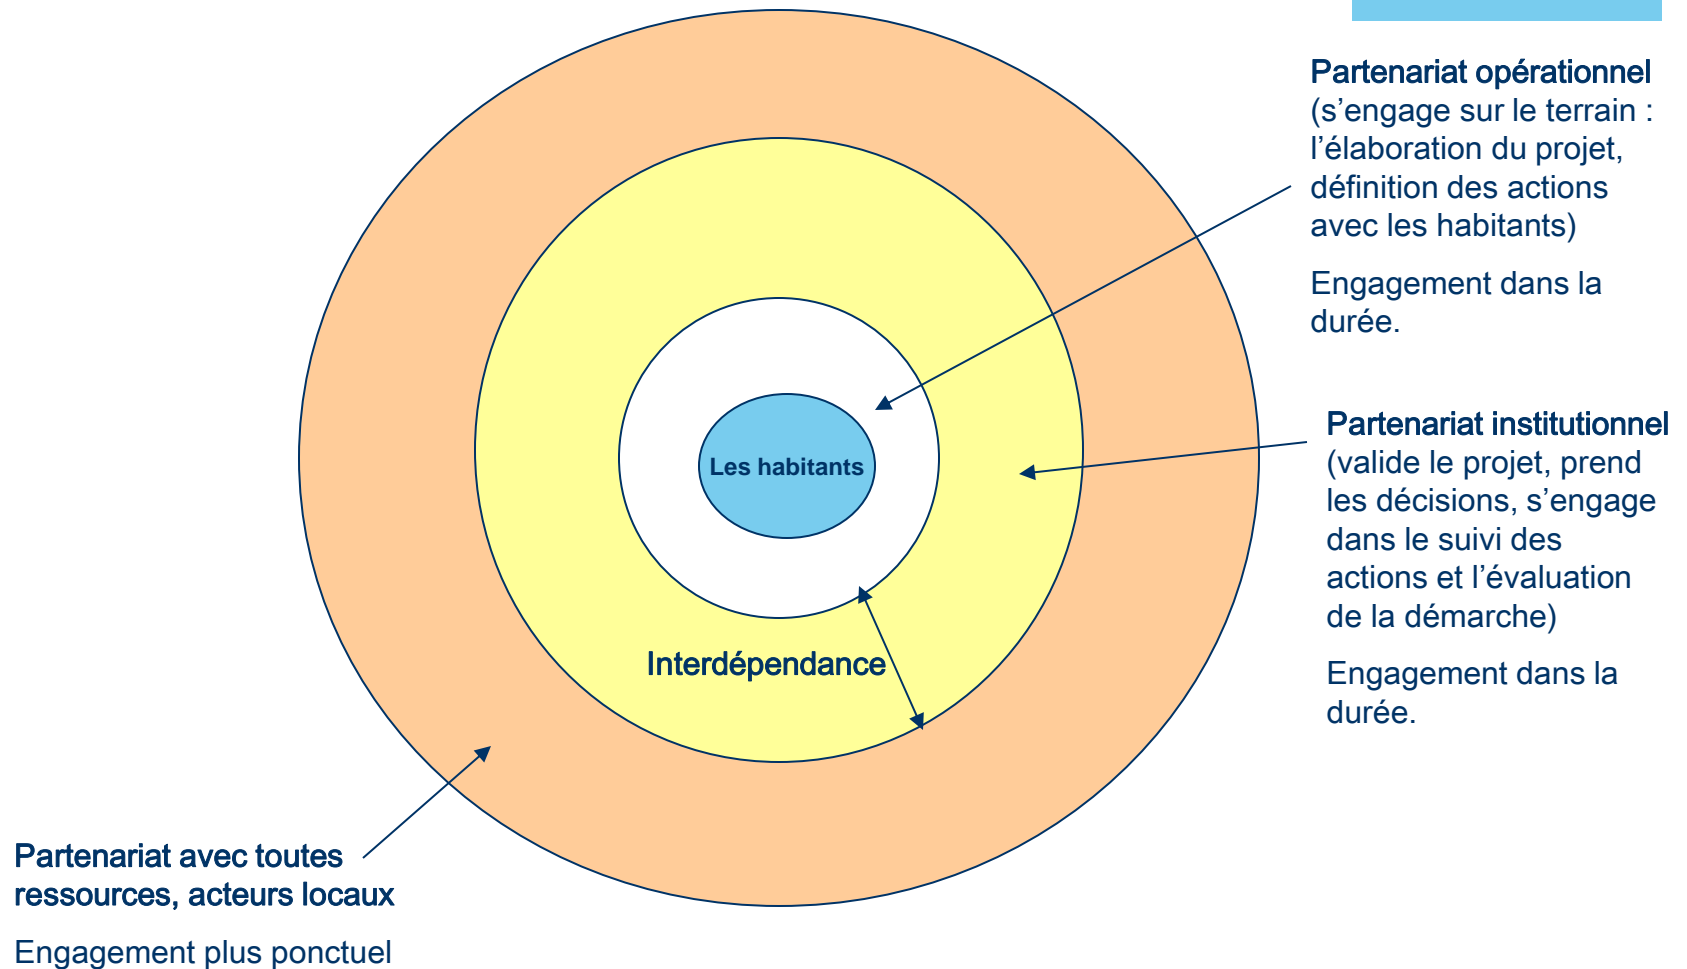 Partenariat opérationnel
(s’engage sur le terrain :
l’élaboration du projet,
définition des actions
avec les habitants)
Engagement dans la
durée.
Partenariat institutionnel
(valide le projet, prend
les décisions, s’engage
dans le suivi des
actions et l’évaluation
de la démarche)
Engagement dans la
durée.
Les habitants
Interdépendance
Partenariat avec toutes
ressources, acteurs locaux
Engagement plus ponctuel